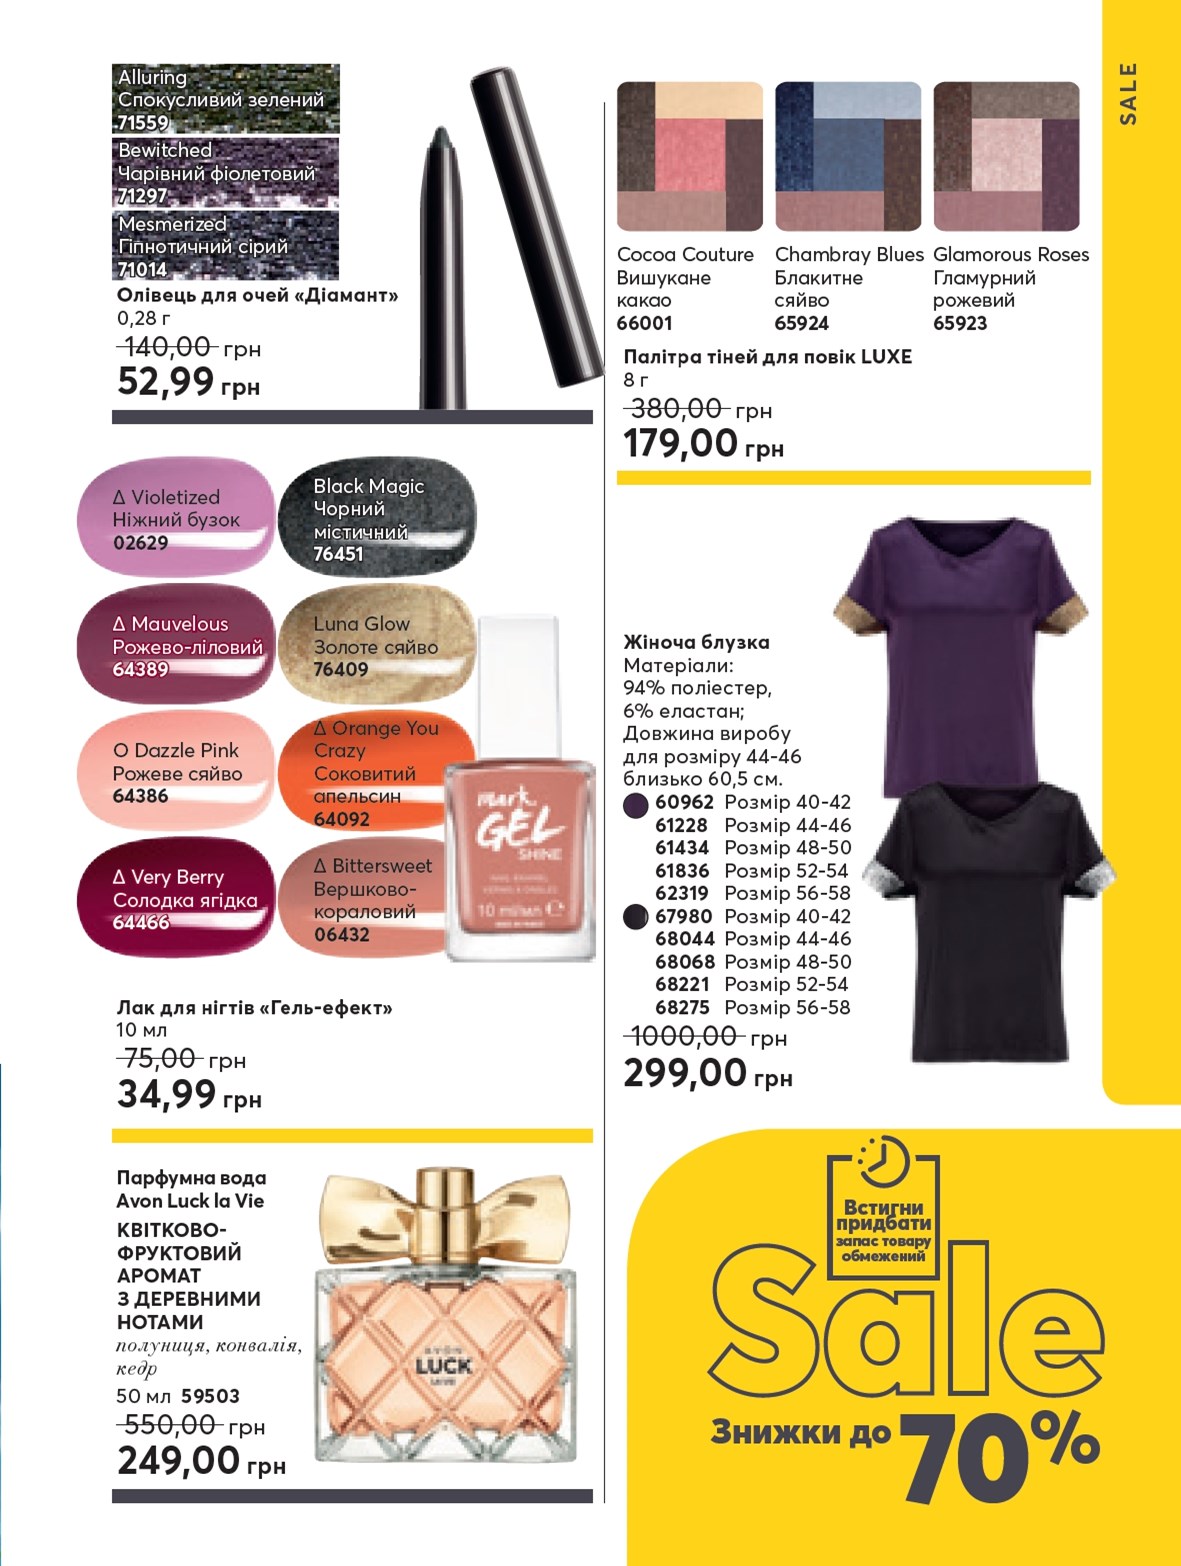 SALE
Alluring
Спокусливий зелений
71559
Bewitched
Чарівний фіолетовий
71297
Mesmerized
Гіпнотичний сірий
71014
Олівець для очей «Діамант»
0,28 г
140,00 грн
52,99 грн
Δ Violetized
Ніжний бузок
02629
Black Magic
Чорний
містичний
76451
Δ Mauvelous
Рожево-ліловий
64389
Luna Glow
Золоте сяйво
76409
O Dazzle Pink
Рожеве сяйво
64386
Δ Orange You
Crazy
Соковитий
апельсин
64092
Δ Very Berry
Солодка ягідка
64466
Δ Bittersweet
Вершково-
кораловий
06432
mark.
GEL
SHINE
NAIL ENAMEL
VERNIS À ONGLES
10 ml/мл e
Лак для нігтів «Гель-ефект»
10 мл
75,00 грн
34,99 грн
Парфумна вода
Avon Luck la Vie
КВІТКОВО-
ФРУКТОВИЙ
АРОМАТ
З ДЕРЕВНИМИ
НОТАМИ
полуниця, конвалія,
кедр
50 мл 59503
550,00 грн
249,00 грн
AVON
LUCK
LA VIE
Cocoa Couture
Вишукане
какао
66001
Chambray Blues
Блакитне
сяйво
65924
Glamorous Roses
Гламурний
рожевий
65923
Палітра тіней для повік LUXE
8 г
380,00 грн
179,00 грн
Жіноча блузка
Матеріали:
94% поліестер,
6% еластан;
Довжина виробу
для розміру 44-46
близько 60,5 см.
60962 Розмір 40-42
61228 Розмір 44-46
61434 Розмір 48-50
61836 Розмір 52-54
62319 Розмір 56-58
67980 Розмір 40-42
68044 Розмір 44-46
68068 Розмір 48-50
68221 Розмір 52-54
68275 Розмір 56-58
1000,00 грн
299,00 грн
Встигни
придбати
запас товару
обмежений
Sale
Знижки до 70%